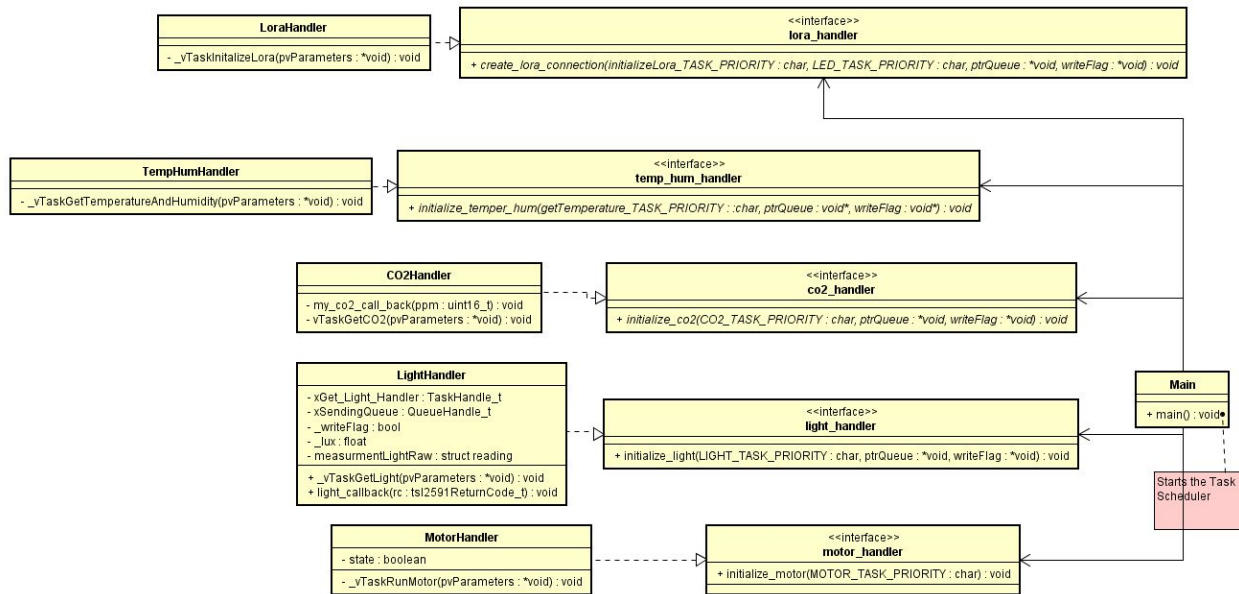 LoraHandler
- _vTaskInitalizeLora(pvParameters : *void) : void
<<interface>>
lora_handler
+ create_lora_connection(initializeLora_TASK_PRIORITY : char, LED_TASK_PRIORITY : char, ptrQueue : *void, writeFlag : *void) : void
TempHumHandler
- _vTaskGetTemperatureAndHumidity(pvParameters : *void) : void
<<interface>>
temp_hum_handler
+ initialize_temper_hum(getTemperature_TASK_PRIORITY : :char, ptrQueue : void*, writeFlag : void*) : void
CO2Handler
- my_co2_call_back(ppm : uint16_t) : void
- vTaskGetCO2(pvParameters : *void) : void
<<interface>>
co2_handler
+ initialize_co2(CO2_TASK_PRIORITY : char, ptrQueue : *void, writeFlag : *void) : void
LightHandler
- xGet_Light_Handler : TaskHandle_t
- xSendingQueue : QueueHandle_t
- _writeFlag : bool
- _lux : float
- measurmentLightRaw : struct reading
+ _vTaskGetLight(pvParameters : *void) : void
+ light_callback(rc : tsl2591ReturnCode_t) : void
<<interface>>
light_handler
+ initialize_light(LIGHT_TASK_PRIORITY : char, ptrQueue : *void, writeFlag : *void) : void
Main
+ main() : void
Starts the Task
Scheduler
MotorHandler
- state : boolean
- _vTaskRunMotor(pvParameters : *void) : void
<<interface>>
motor_handler
+ initialize_motor(MOTOR_TASK_PRIORITY : char) : void